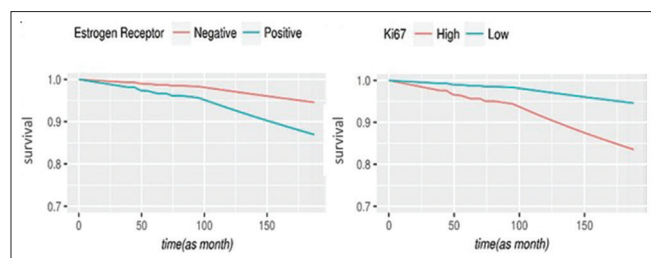 Estrogen Receptor Negative Positive
survival
1.0
0.9
0.8
0.7
0 50 100 150
time(as month)
Ki67 High Low
survival
1.0
0.9
0.8
0.7
0 50 100 150
time(as month)